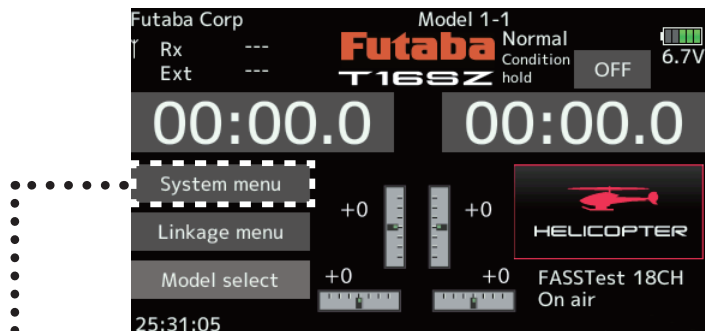 Futaba Corp
Model 1-1
Rx ---
Ext ---
Futaba
T16SZ
Normal
Condition
hold
OFF
6.7V
00:00.0
00:00.0
System menu
Linkage menu
Model select
+0
+0
+0
+0
HELICOPTER
FASSTest 18CH
On air
25:31:05